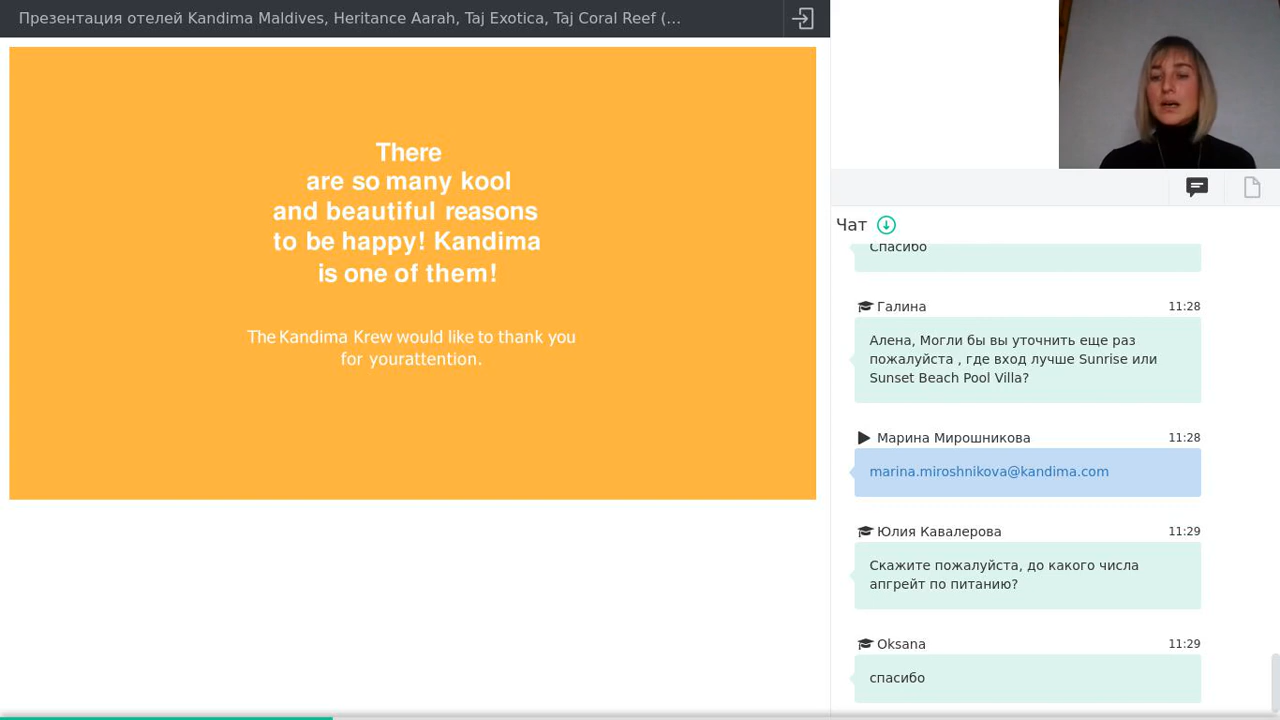 Презентация отелей Kandima Maldives, Heritance Aarah, Taj Exotica, Taj Coral Reef (...
There
are so many kool
and beautiful reasons
to be happy! Kandima
is one of them!
The Kandima Krew would like to thank you
for yourattention.
Чат
Спасибо
Галина 11:28
Алена, Могли бы вы уточнить еще раз
пожалуйста , где вход лучше Sunrise или
Sunset Beach Pool Villa?
Марина Мирошникова 11:28
marina.miroshnikova@kandima.com
Юлия Кавалерова 11:29
Скажите пожалуйста, до какого числа
апгрейт по питанию?
Oksana 11:29
спасибо